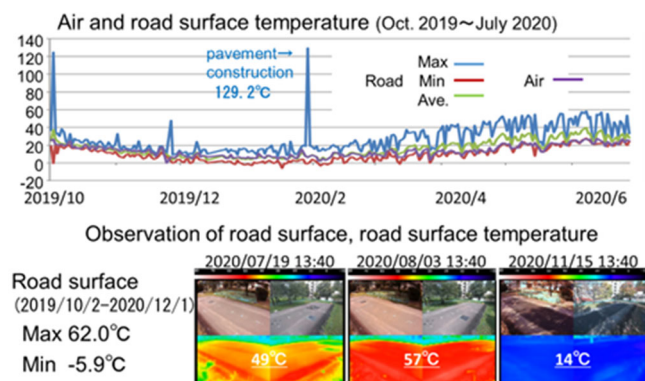 Air and road surface temperature (Oct. 2019～July 2020)
140
120
100
80
60
40
20
0
-20
pavement→
construction
129. 2℃
Max
Road Min Air
Ave.
2019/10 2019/12 2020/2 2020/4 2020/6
Observation of road surface, road surface temperature
2020/07/19 13:40 2020/08/03 13:40 2020/11/15 13:40
Road surface
(2019/10/2-2020/12/1)
Max 62.0℃
Min -5.9℃
49℃ 57℃ 14℃